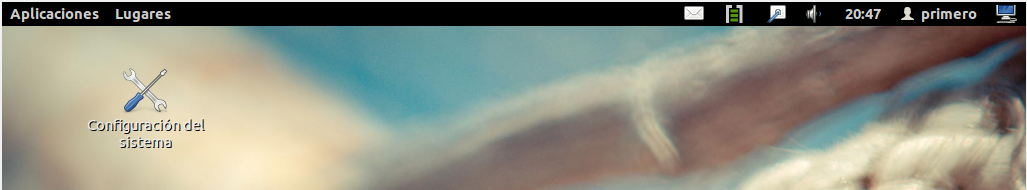 Aplicaciones Lugares 20:47 primero
Configuración del
sistema